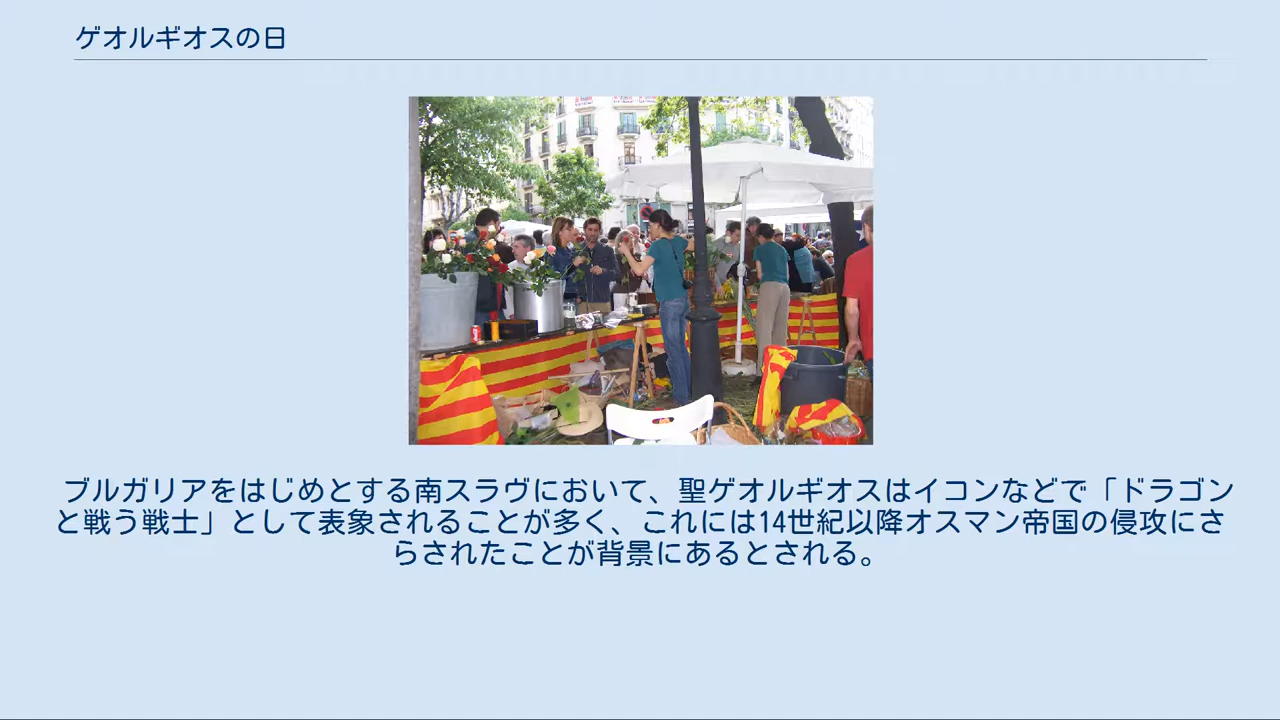 ゲオルギオスの日
ブルガリアをはじめとする南スラヴにおいて、聖ゲオルギオスはイコンなどで「ドラゴン
と戦う戦士」として表象されることが多く、これには14世紀以降オスマン帝国の侵攻にさ
らされたことが背景にあるとされる。